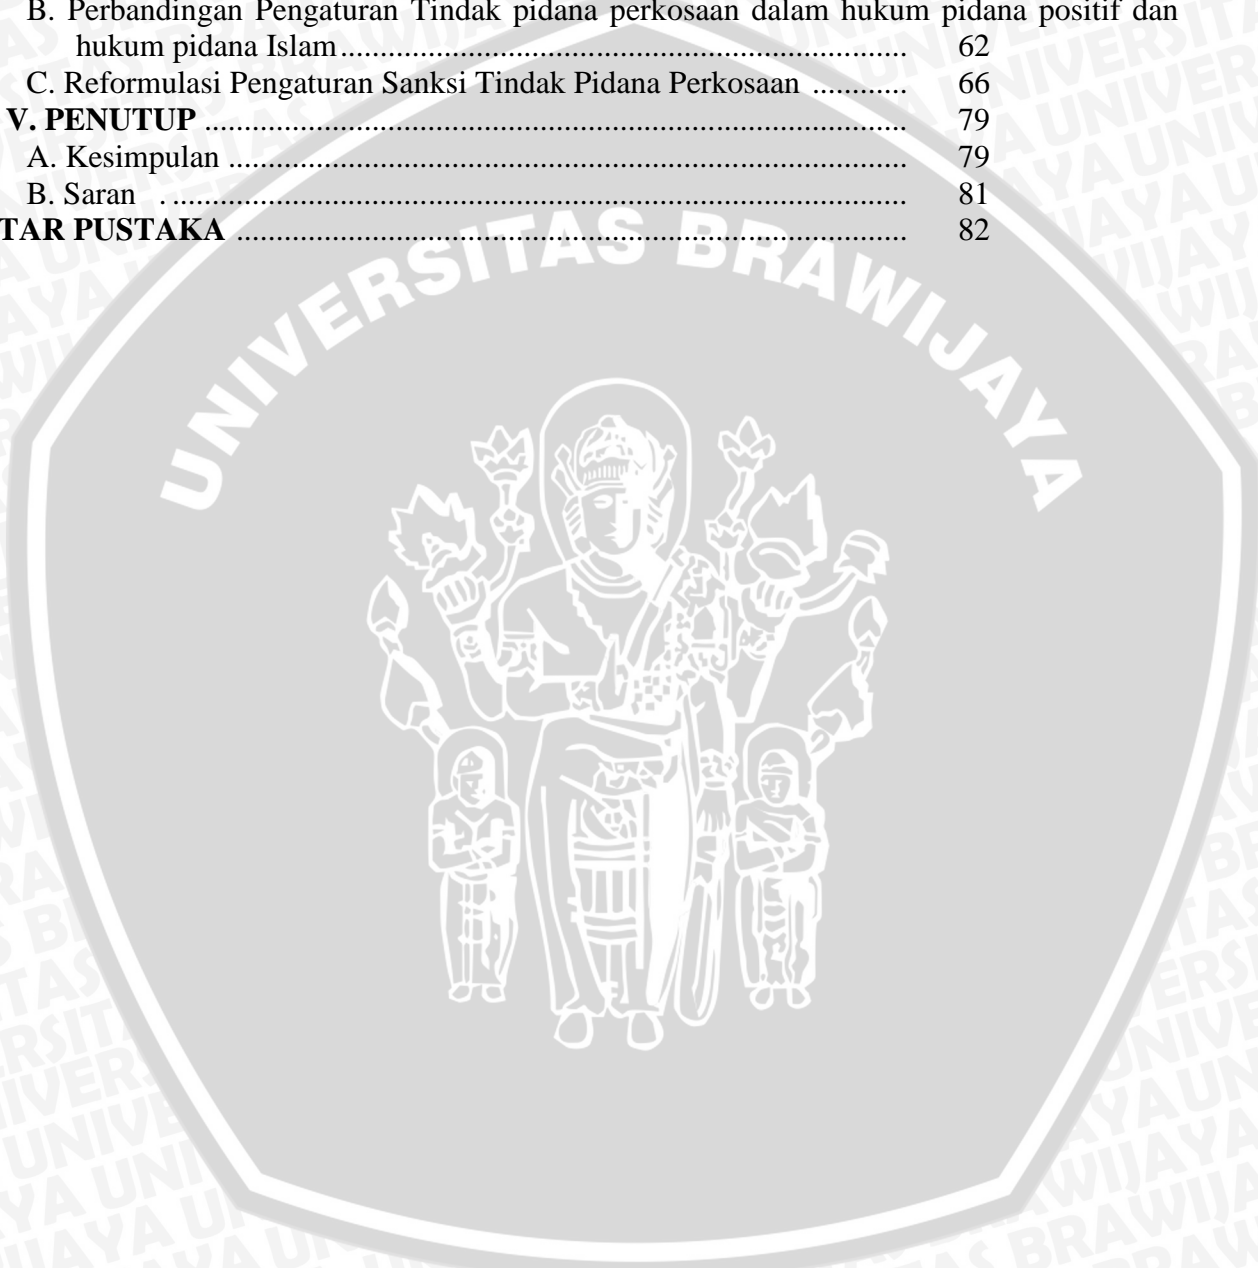 B. Perbandingan Pengaturan Tindak pidana perkosaan dalam hukum pidana positif dan
hukum pidana Islam ........................................................................ 62
C. Reformulasi Pengaturan Sanksi Tindak Pidana Perkosaan ............ 66
V. PENUTUP ......................................................................................... 79
A. Kesimpulan ...................................................................................... 79
B. Saran . .............................................................................................. 81
TAR PUSTAKA ..................................................................................... 82
UNIVERSITAS BRAWIJAYA